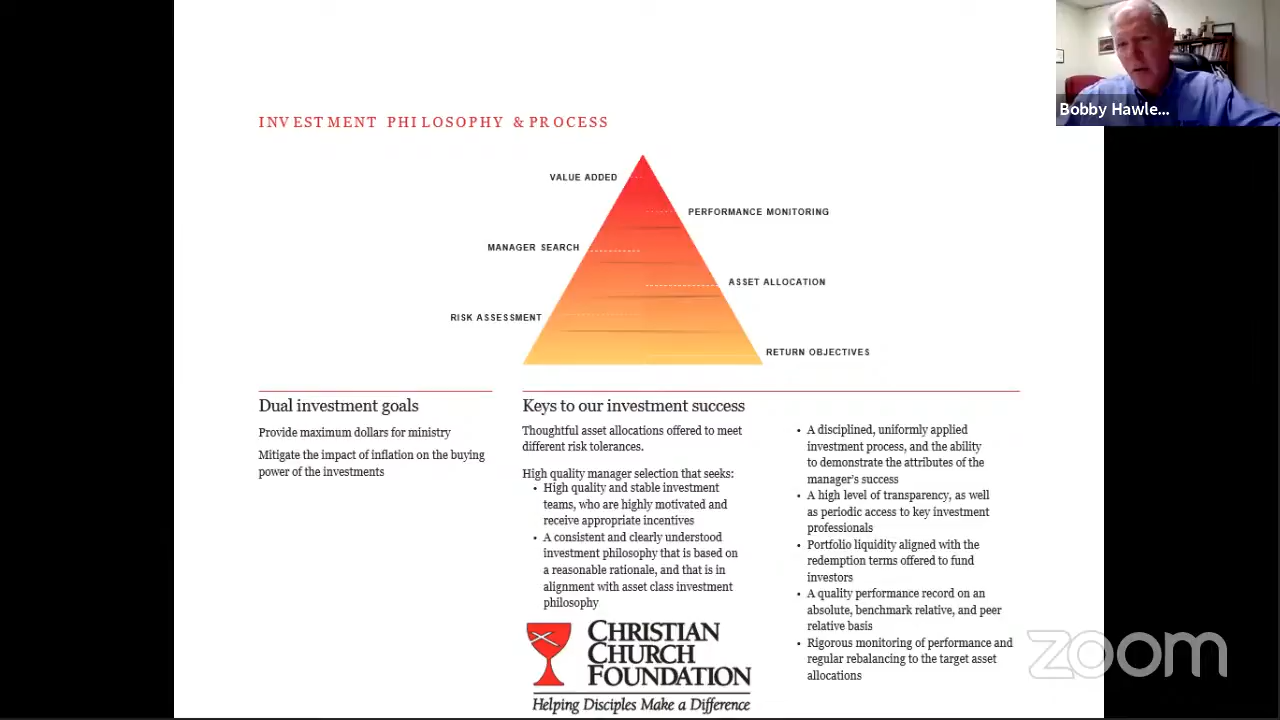 Bobby Hawle...
INVESTMENT PHILOSOPHY & PROCESS
VALUE ADDED
PERFORMANCE MONITORING
MANAGER SEARCH
ASSET ALLOCATION
RISK ASSESSMENT
RETURN OBJECTIVES
Dual investment goals
Provide maximum dollars for ministry
Mitigate the impact of inflation on the buying
power of the investments
Keys to our investment success
Thoughtful asset allocations offered to meet
different risk tolerances.
High quality manager selection that seeks:
• High quality and stable investment
teams, who are highly motivated and
receive appropriate incentives
• A consistent and clearly understood
investment philosophy that is based on
a reasonable rationale, and that is in
alignment with asset class investment
philosophy
• A disciplined, uniformly applied
investment process, and the ability
to demonstrate the attributes of the
manager's success
• A high level of transparency, as well
as periodic access to key investment
professionals
• Portfolio liquidity aligned with the
redemption terms offered to fund
investors
• A quality performance record on an
absolute, benchmark relative, and peer
relative basis
• Rigorous monitoring of performance and
regular rebalancing to the target asset
allocations
CHRISTIAN
CHURCH
FOUNDATION
Helping Disciples Make a Difference
zoom